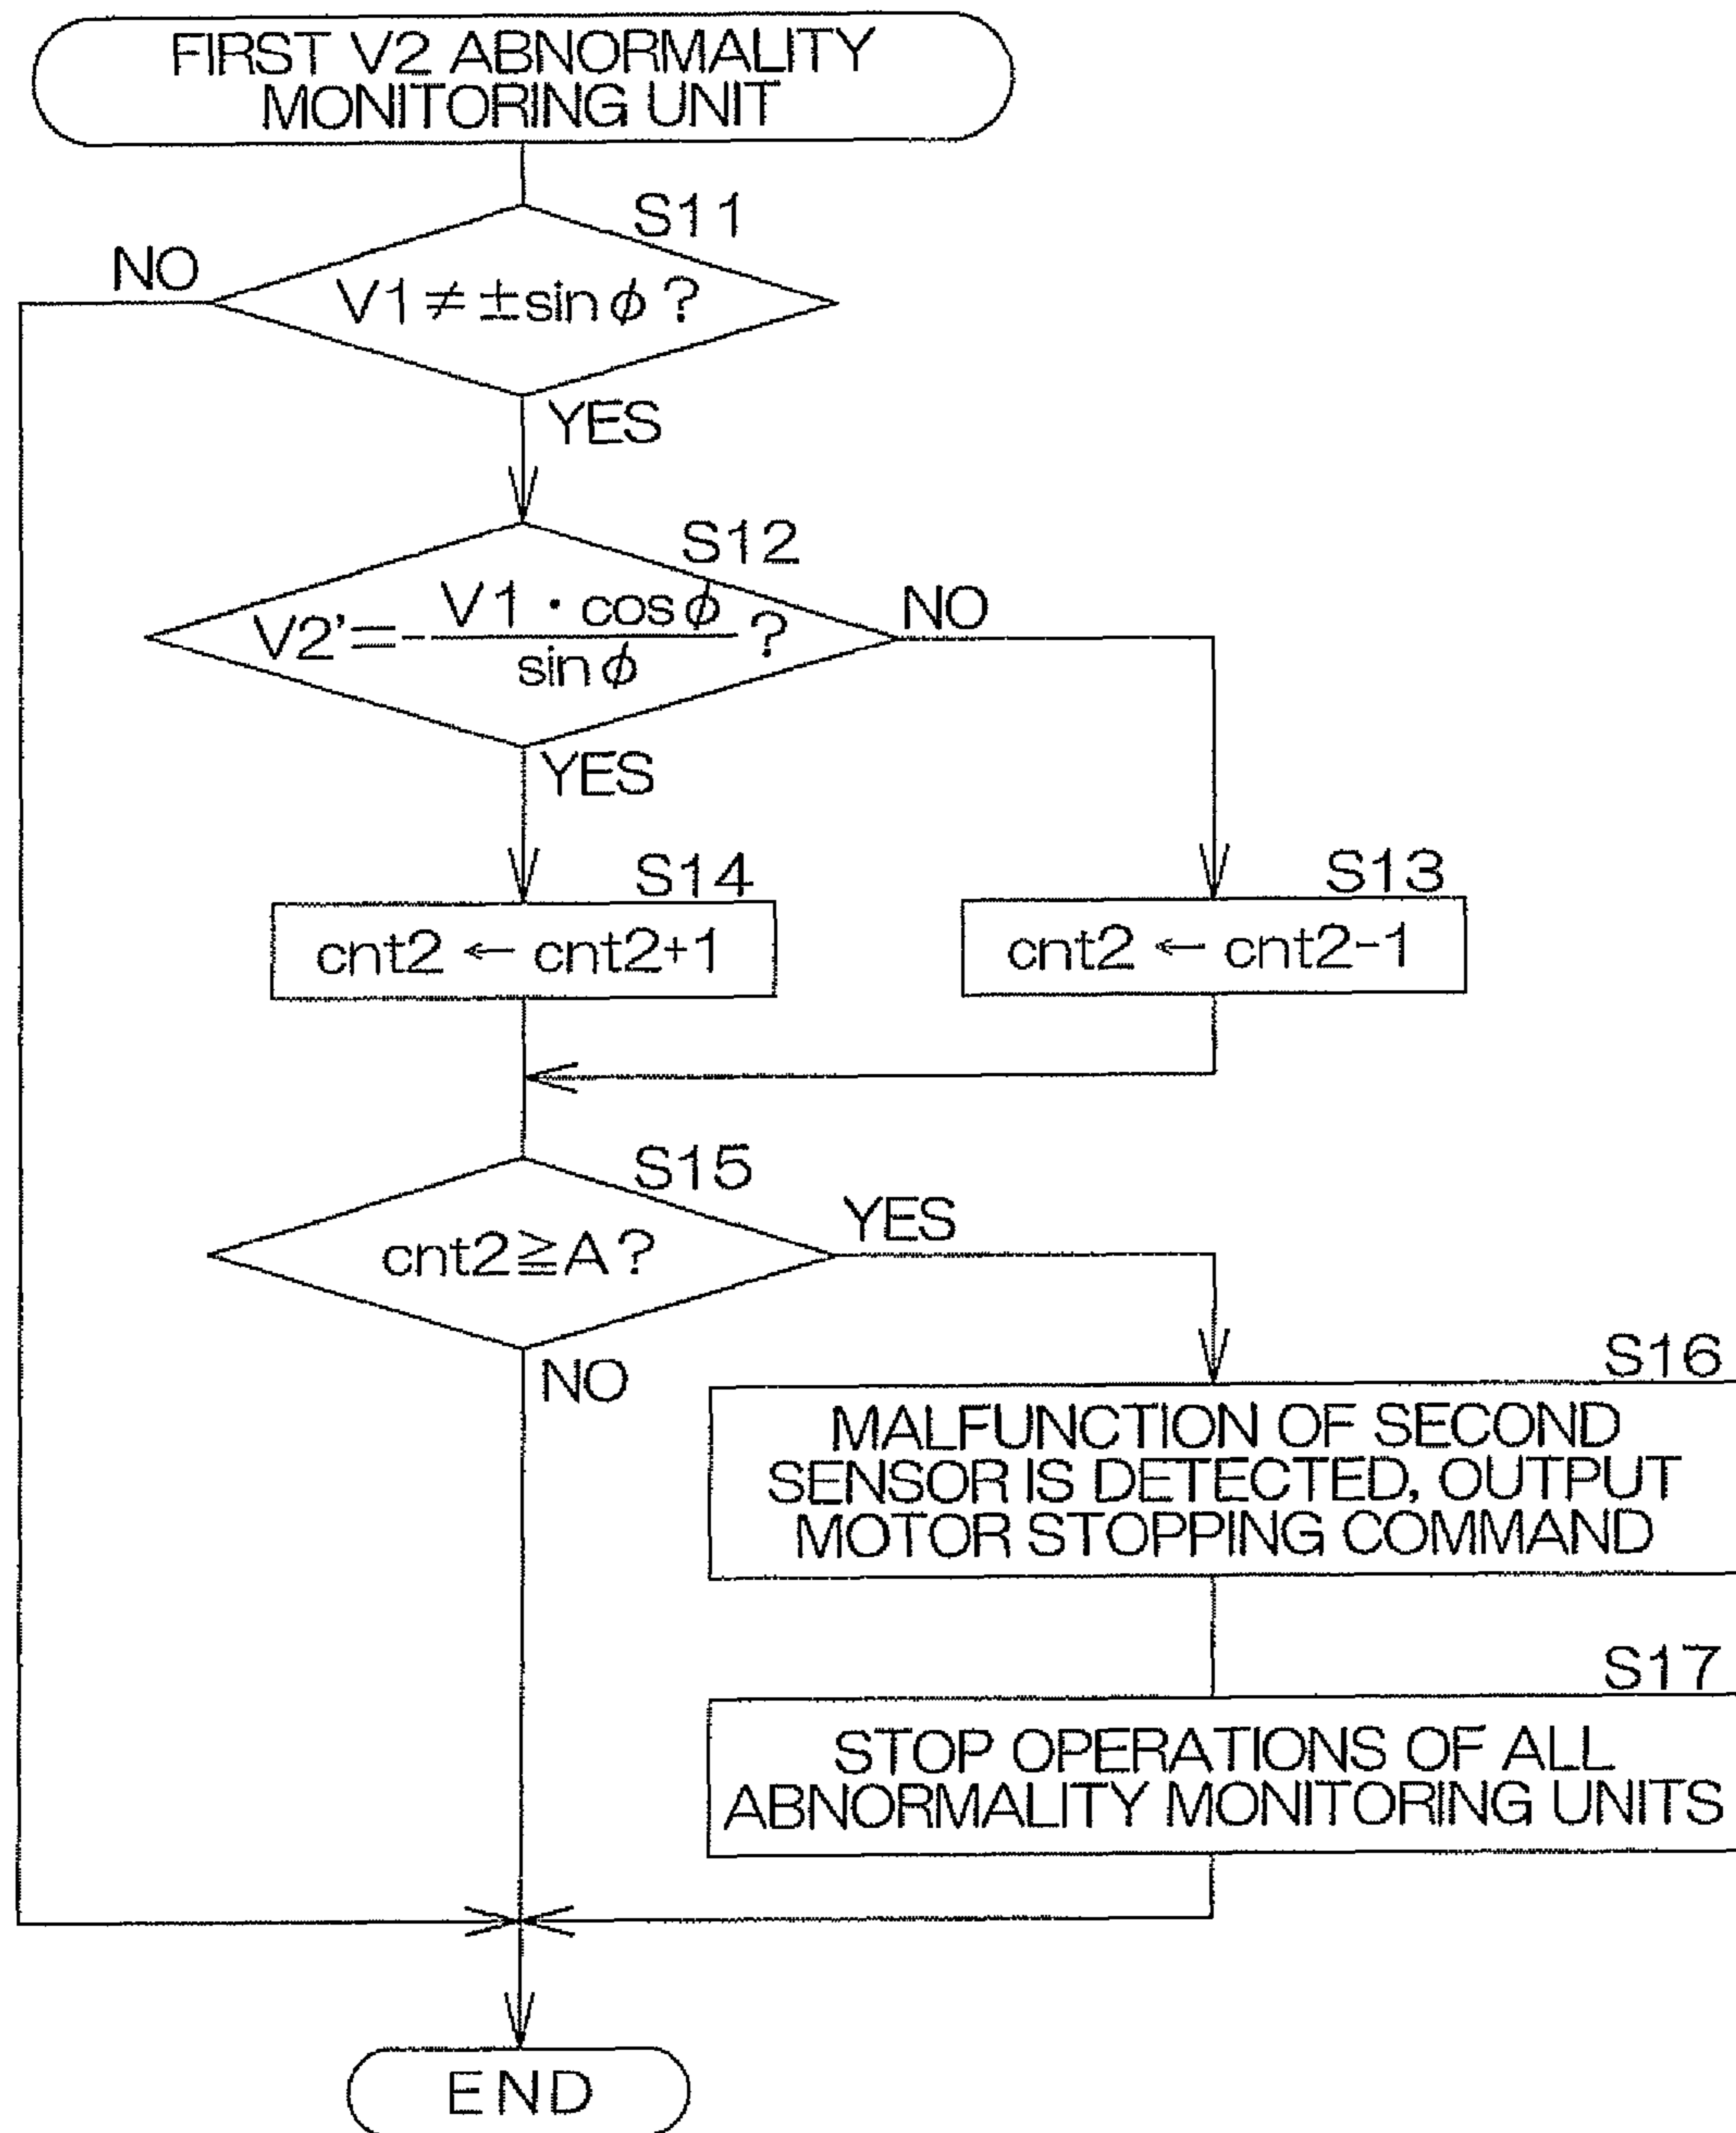 FIRST V2 ABNORMALITY
MONITORING UNIT
S11
NO
V1≠±sinϕ?
YES
S12
V2'=-V1・cosϕ/sinϕ?
NO
YES
S14
S13
cnt2 ← cnt2+1
cnt2 ← cnt2-1
S15
YES
cnt2≧A?
NO
S16
MALFUNCTION OF SECOND
SENSOR IS DETECTED, OUTPUT
MOTOR STOPPING COMMAND
S17
STOP OPERATIONS OF ALL
ABNORMALITY MONITORING UNITS
END